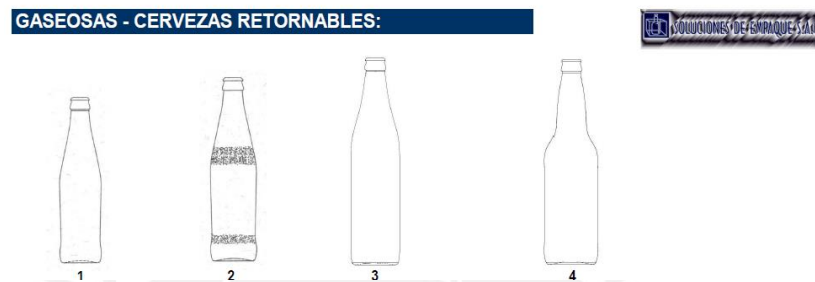 GASEOSAS - CERVEZAS RETORNABLES:
SOLUCIONES DE EMPAQUE S.A.
1 2 3 4